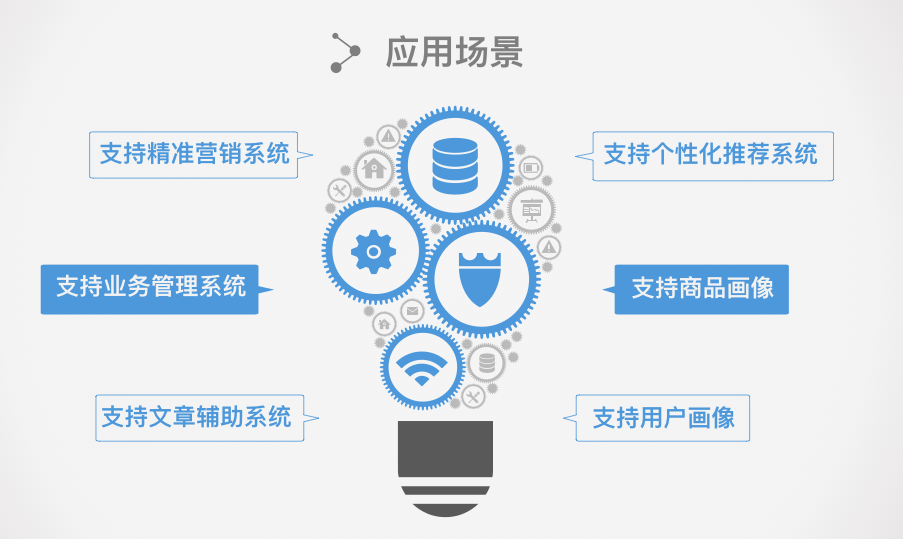 应用场景
支持精准营销系统
支持个性化推荐系统
支持业务管理系统
支持商品画像
支持文章辅助系统
支持用户画像